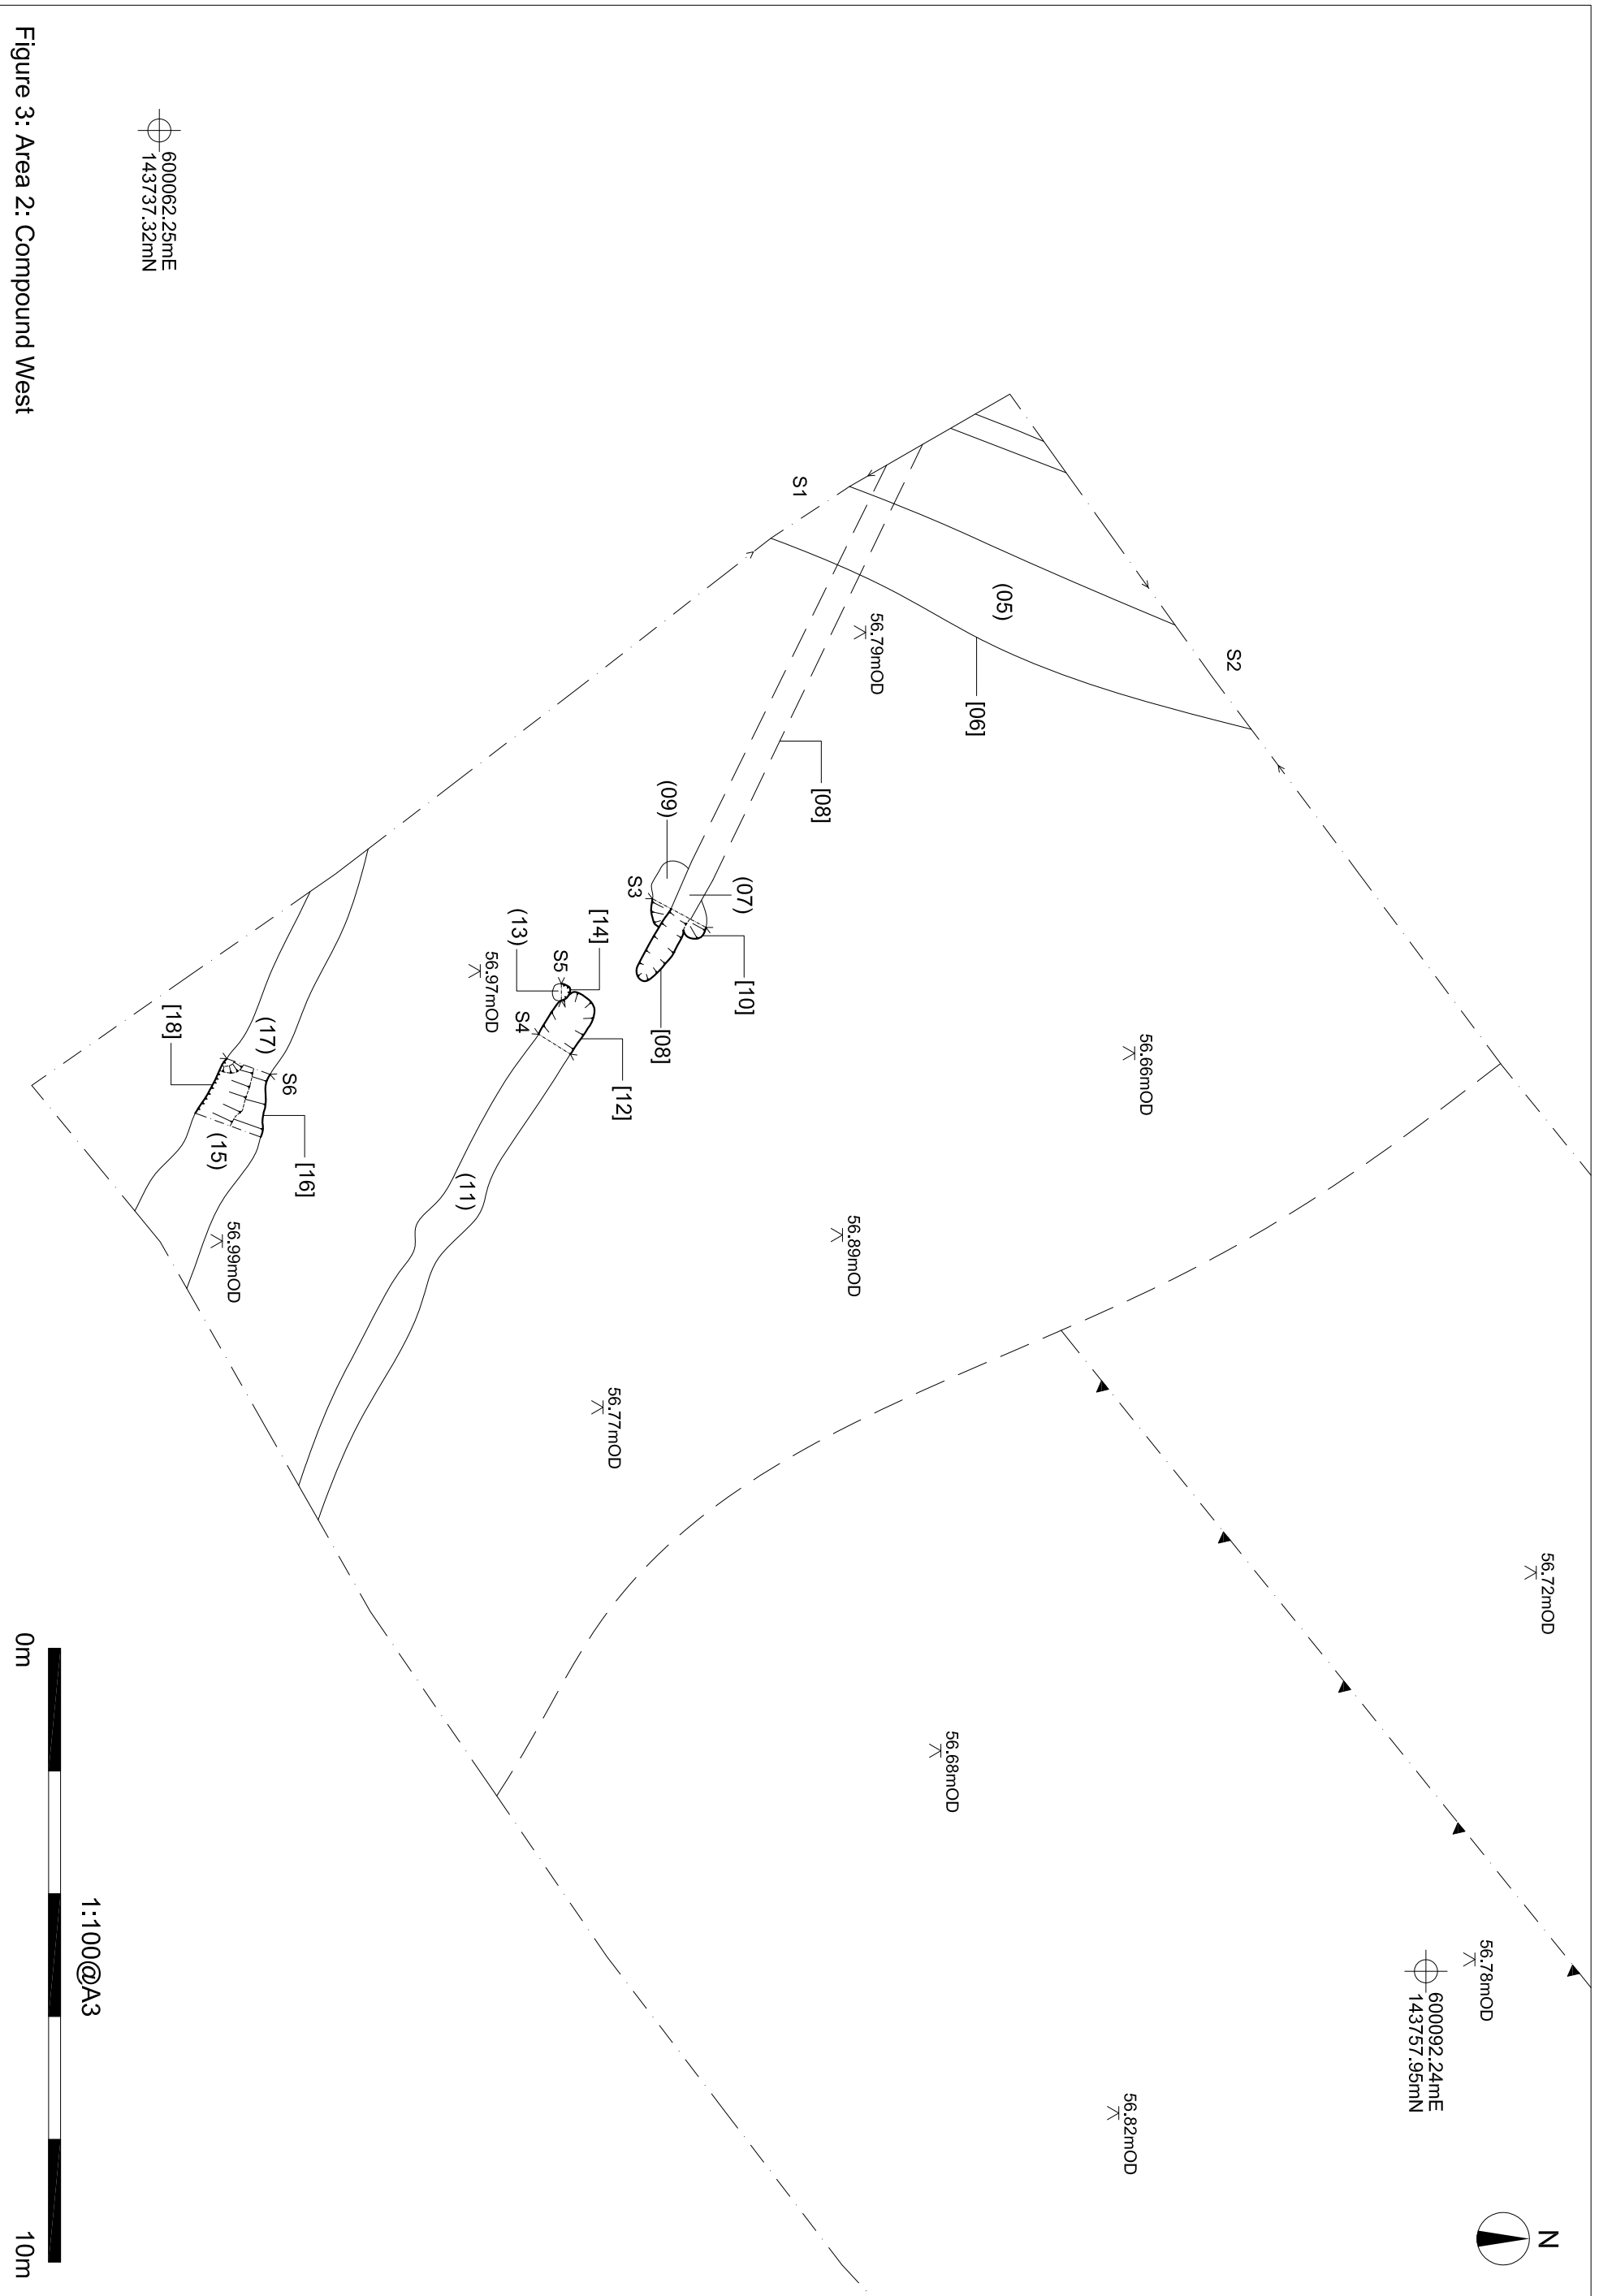 N
56.72mOD
56.78mOD
600092.24mE
143757.95mN
S2
56.66mOD
56.82mOD
(05)
[06]
56.79mOD
56.89mOD
56.68mOD
[08]
S1
(07)
[10]
(09)
S3
[08]
[12]
56.77mOD
[14]
S5
(13)
S4
56.97mOD
(11)
[16]
S6
(17)
56.99mOD
(15)
[18]
600062.25mE
143737.32mN
1:100@A3
0m
10m
Figure 3: Area 2: Compound West